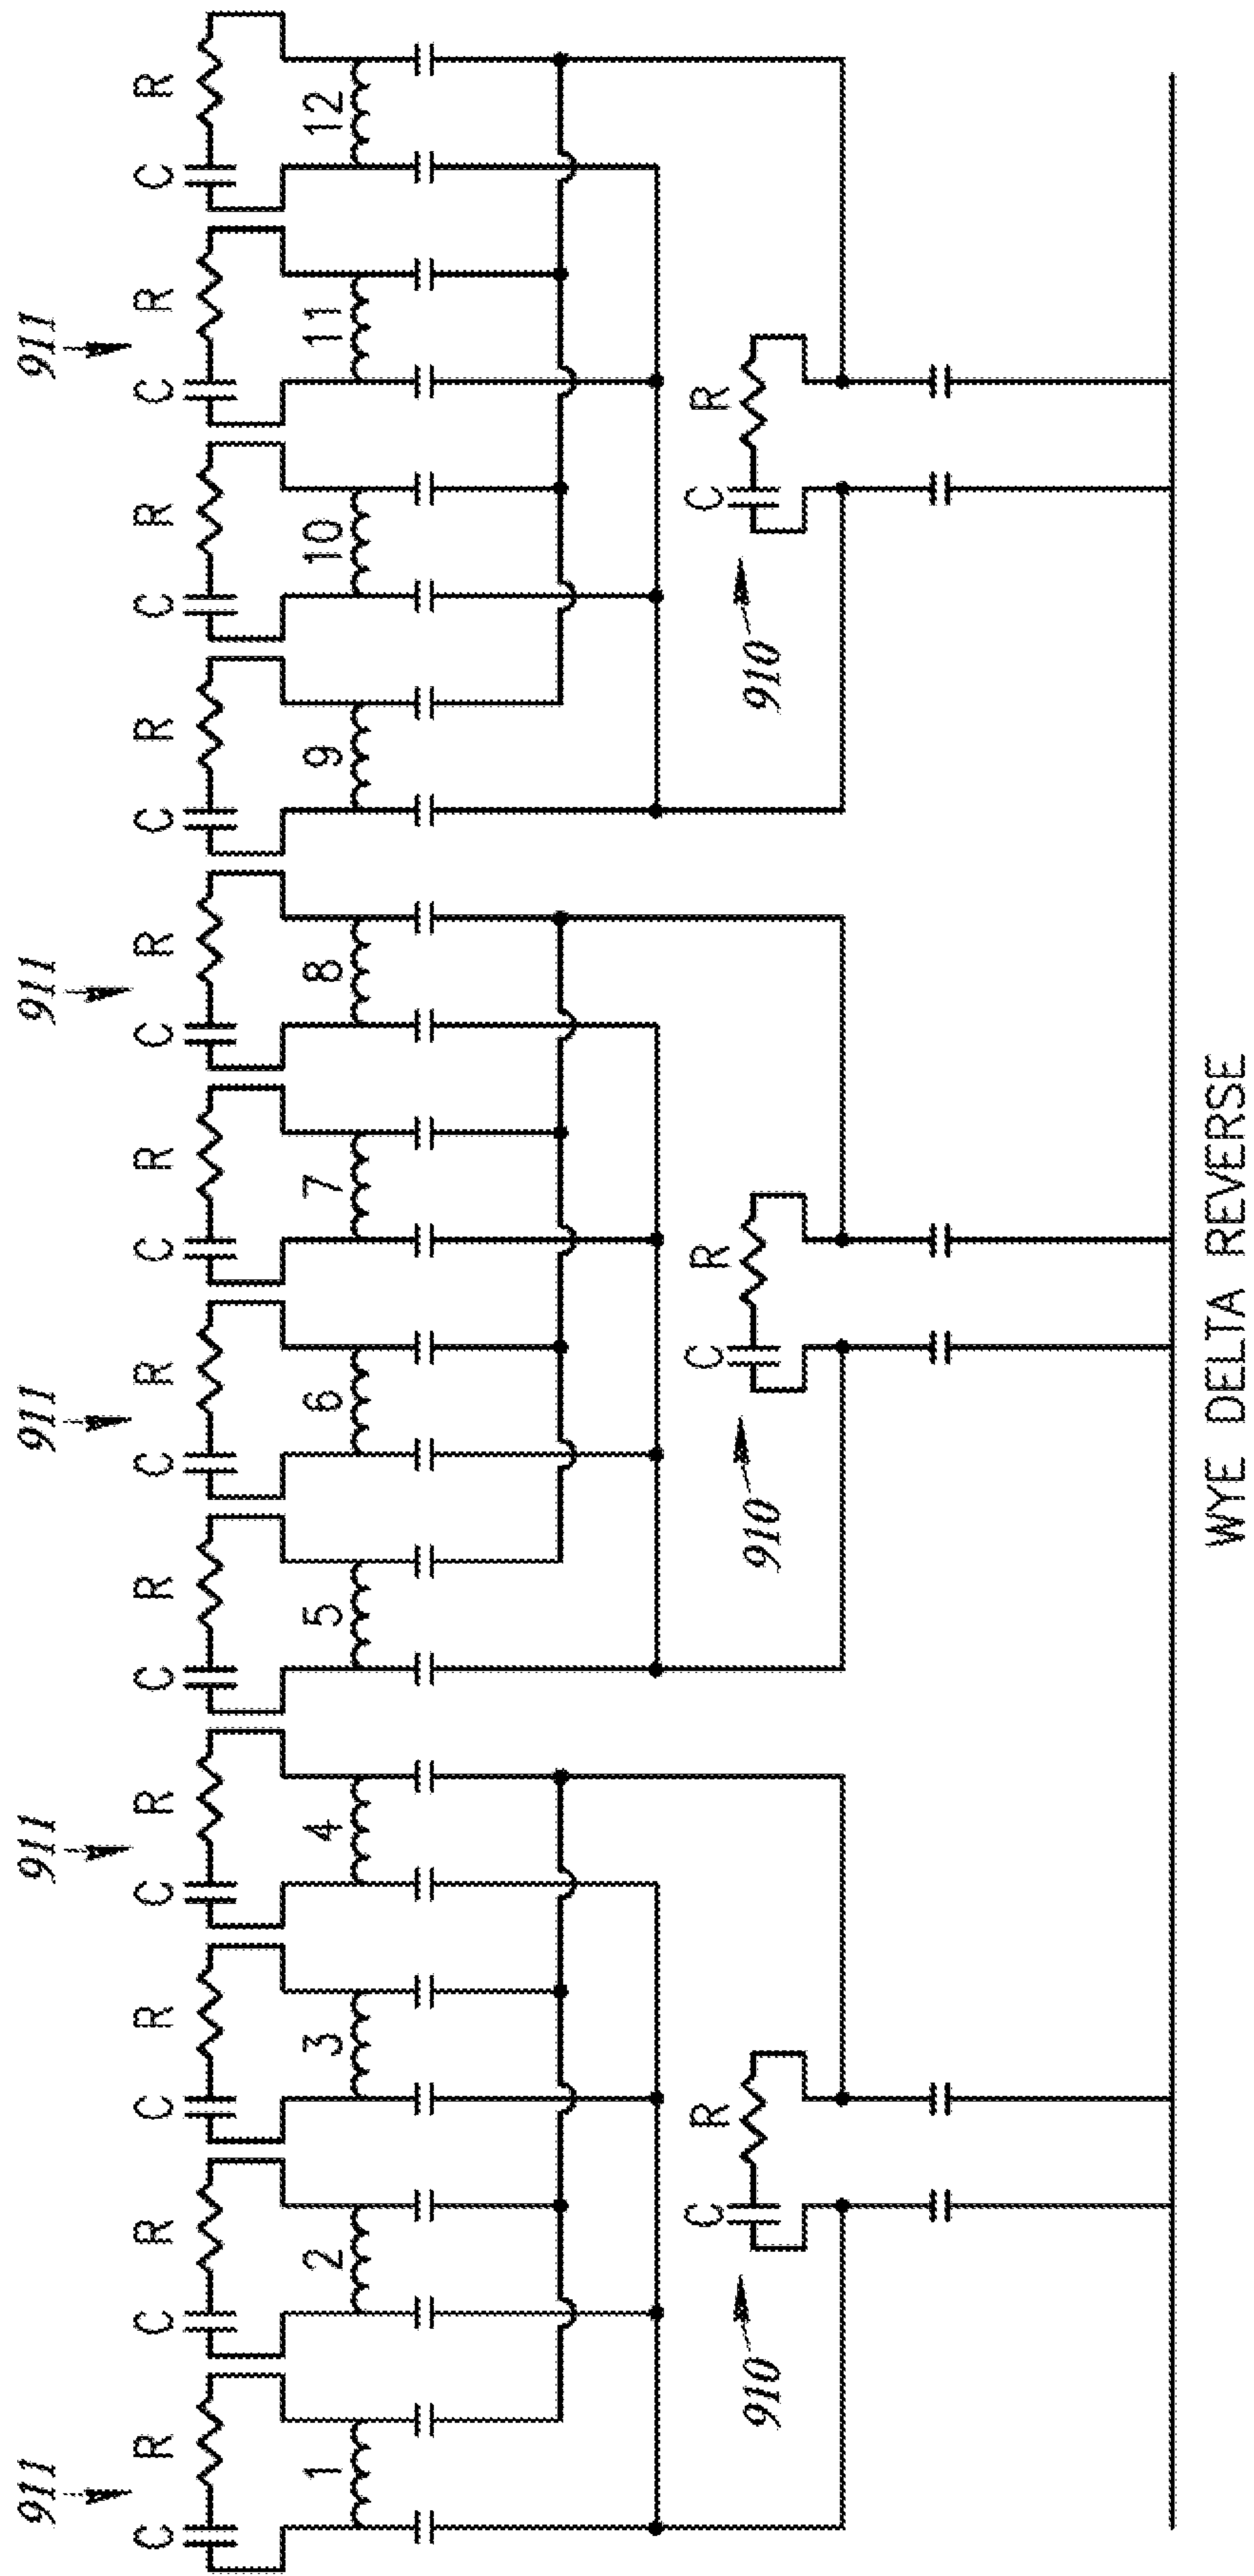 911 911 911 911 911
C R C R C R C R C R C R C R C R C R C R C R C R
1 2 3 4 5 6 7 8 9 10 11 12
C R C R C R
910 910 910
WYE DELTA REVERSE